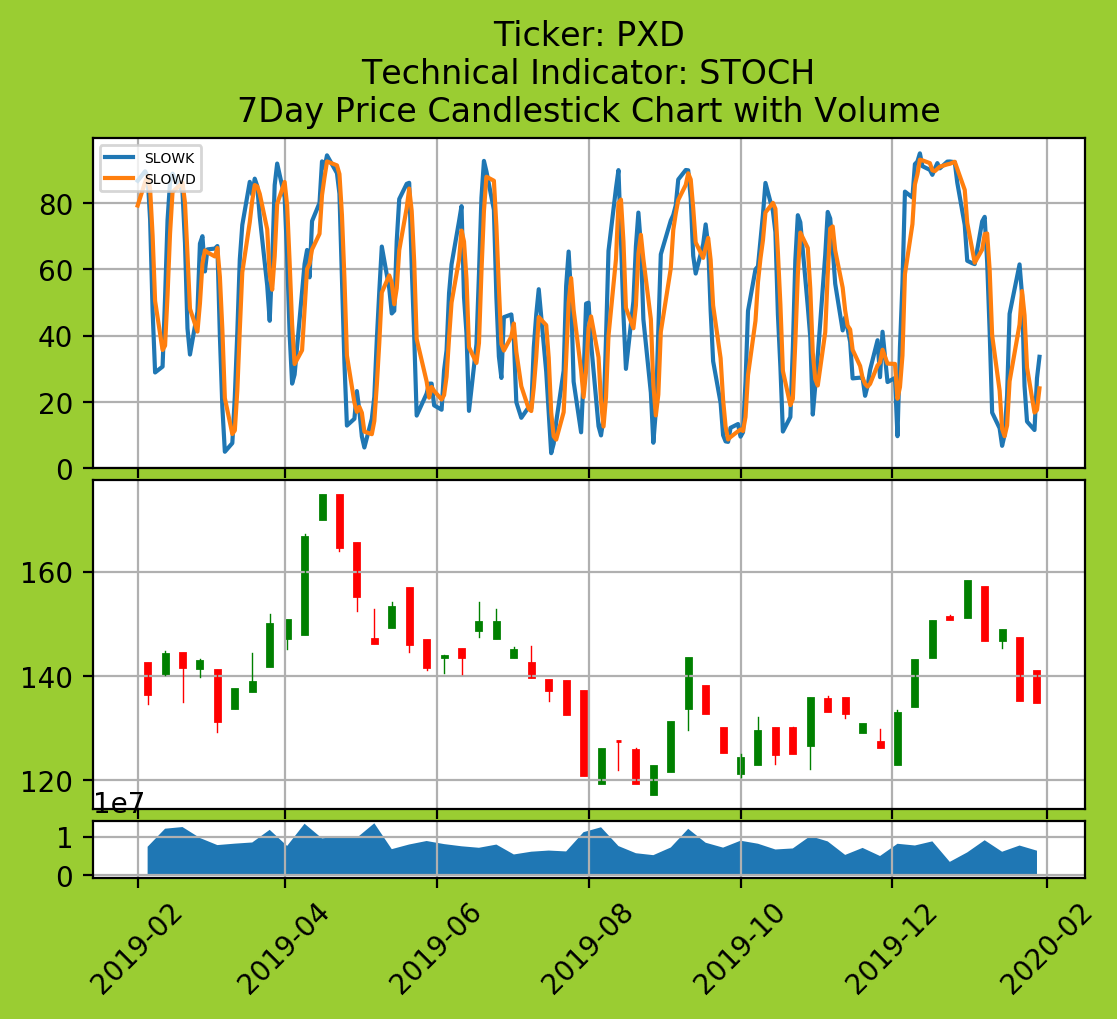 Ticker: PXD
Technical Indicator: STOCH
7Day Price Candlestick Chart with Volume
SLOWK
SLOWD
80
60
40
20
0
160
140
120
1e7
1
0
2019-02
2019-04
2019-06
2019-08
2019-10
2019-12
2020-02